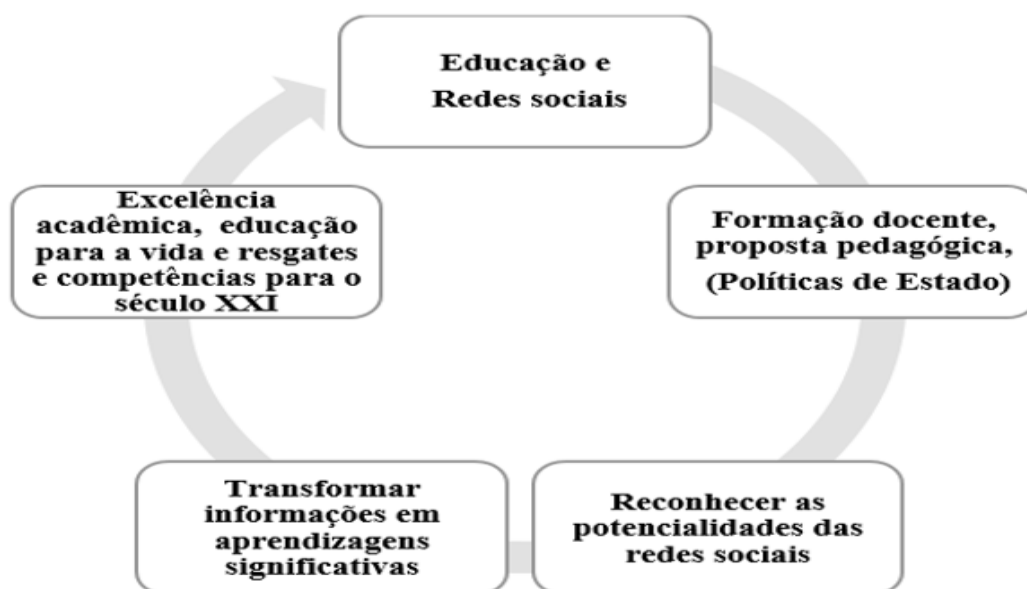 Educação e
Redes sociais
Formação docente,
proposta pedagógica,
(Políticas de Estado)
Reconhecer as
potencialidades das
redes sociais
Transformar
informações em
aprendizagens
significativas
Excelência
acadêmica, educação
para a vida e resgates
e competências para o
século XXI